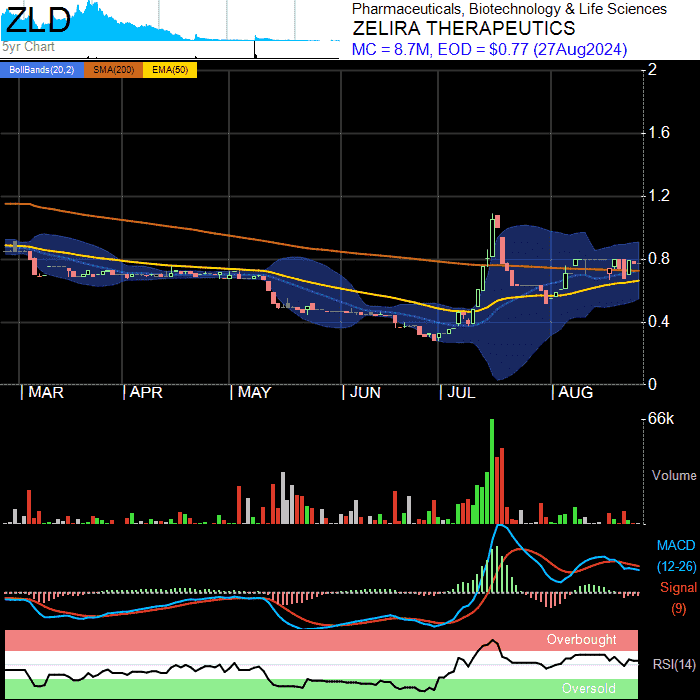 ZLD
5yr Chart
Pharmaceuticals, Biotechnology & Life Sciences
ZELIRA THERAPEUTICS
MC = 8.7M, EOD = $0.77 (27Aug2024)
BollBands(20,2) SMA(200) EMA(50)
2
1.6
1.2
0.8
0.4
0
MAR APR MAY JUN JUL AUG
66k
Volume
MACD
(12-26)
Signal
(9)
Overbought
RSI(14)
Oversold